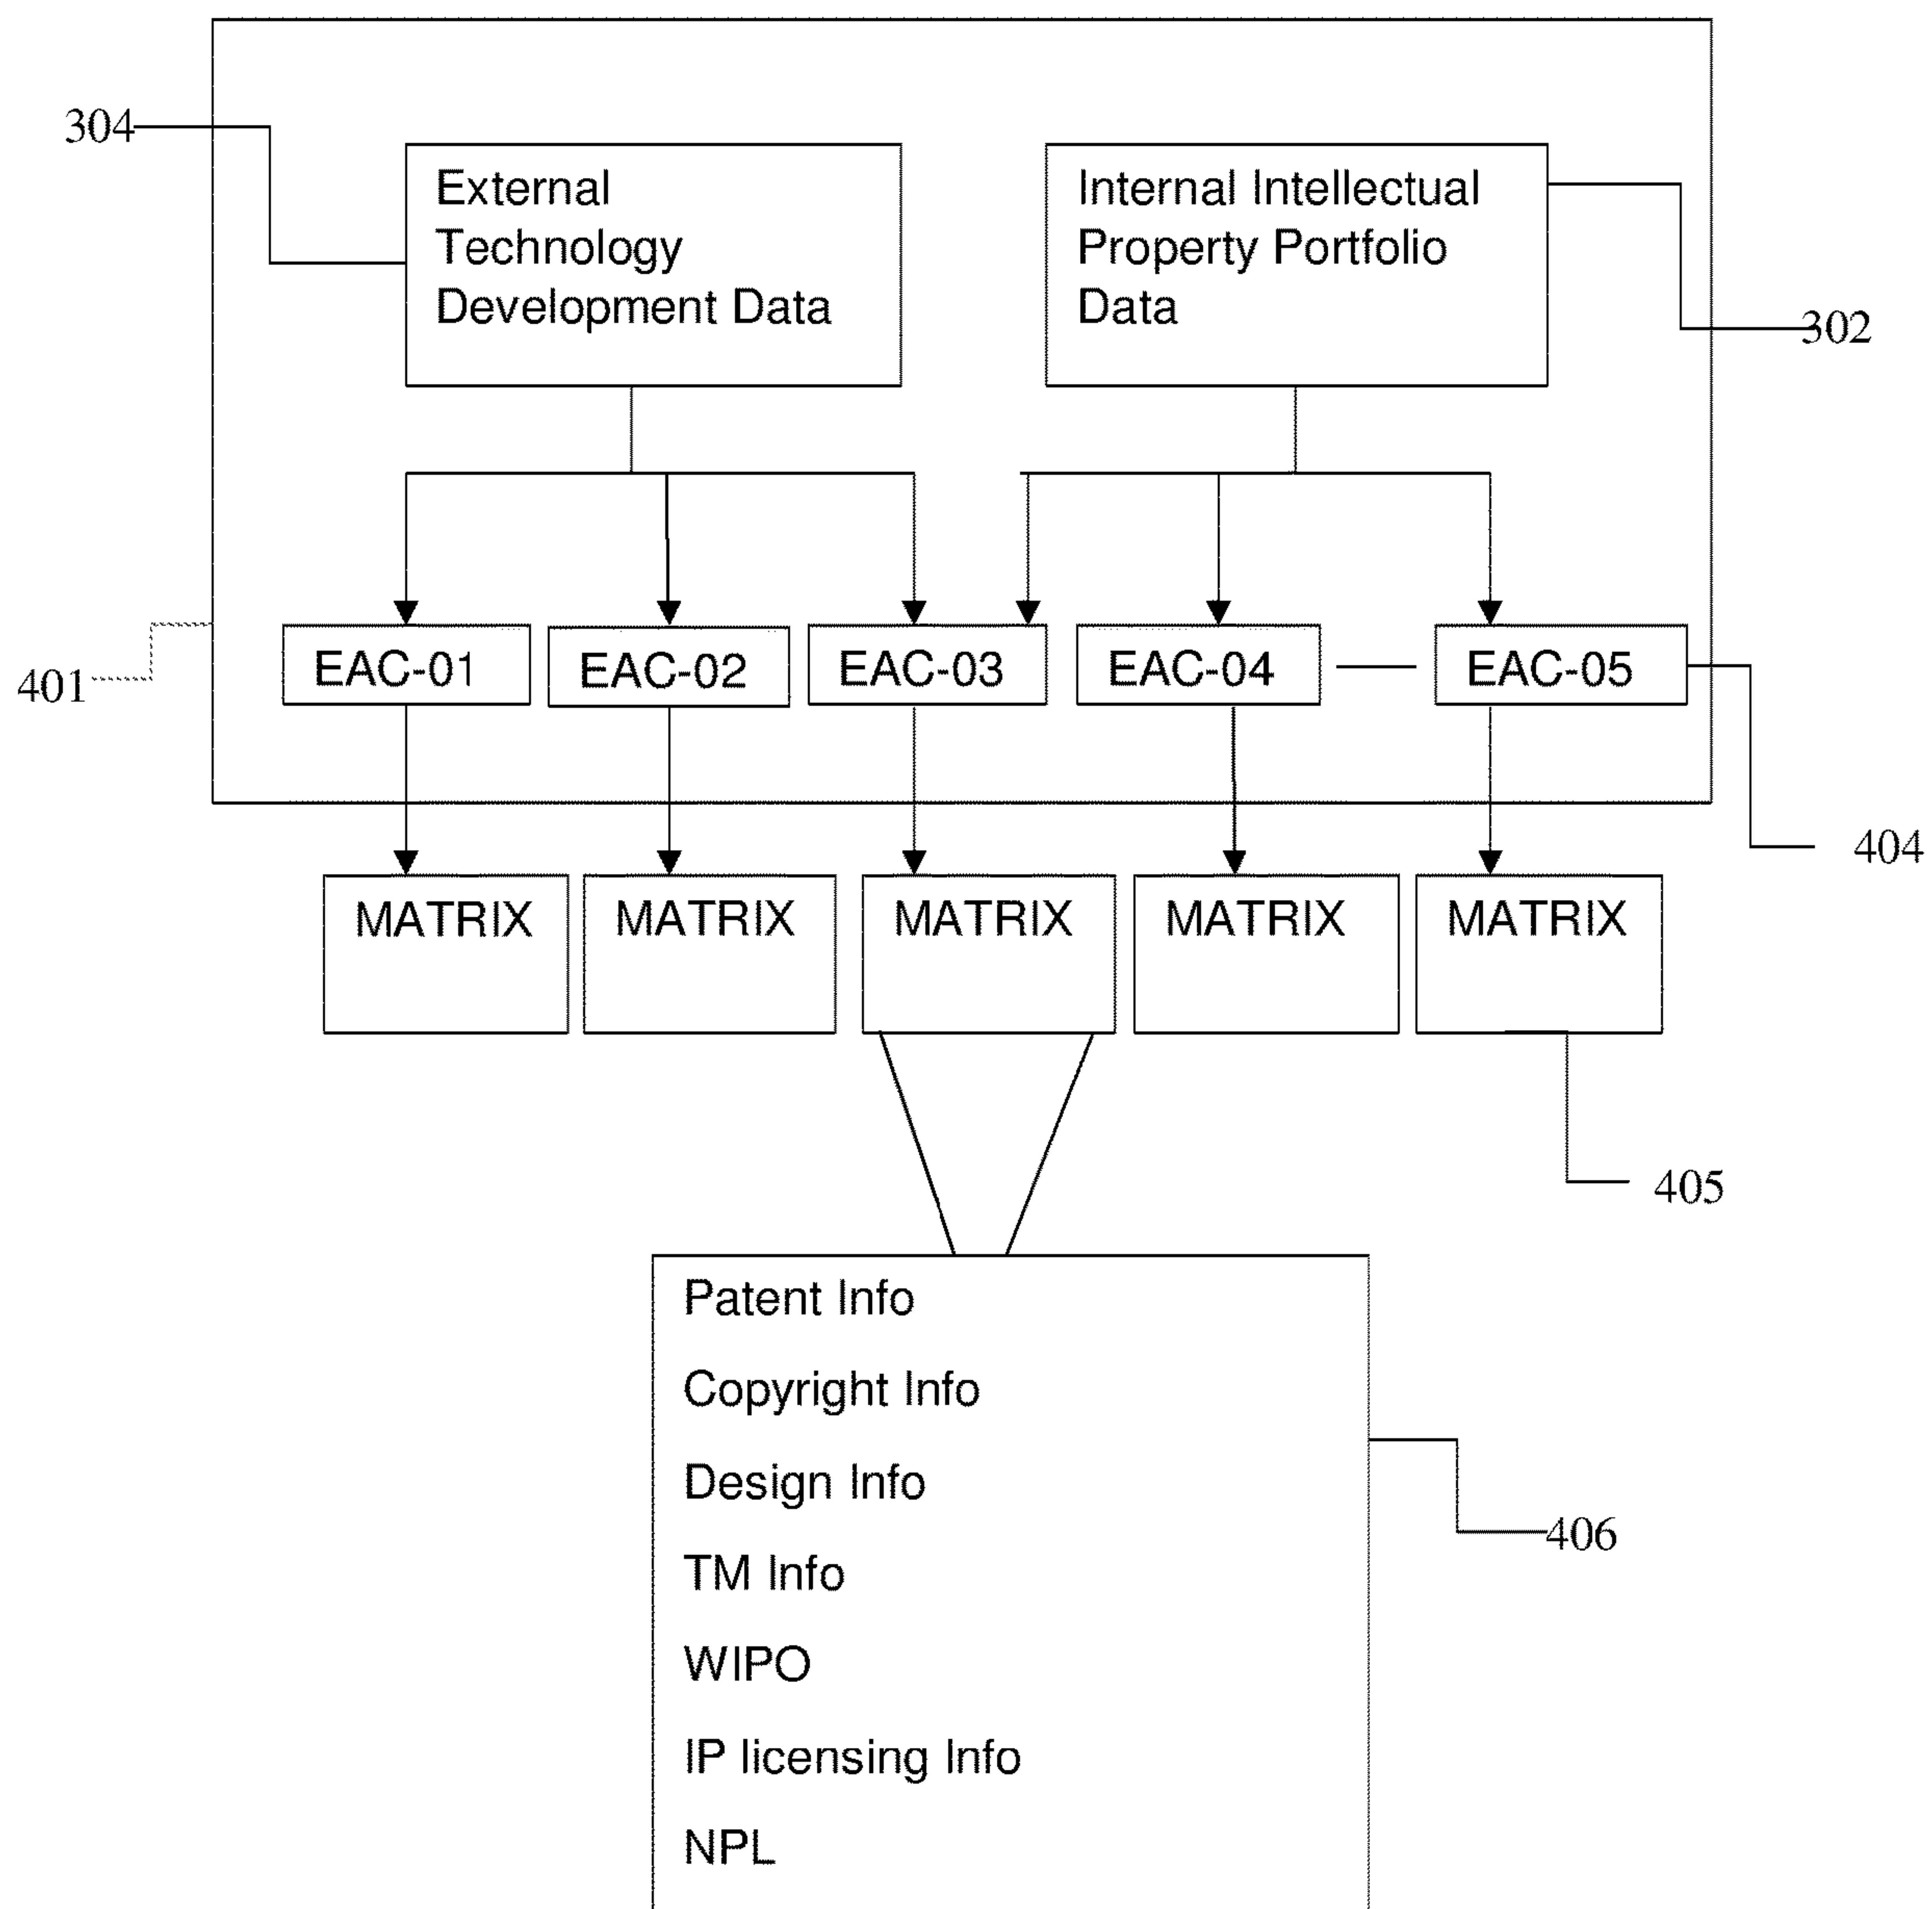 304
External
Technology
Development Data
Internal Intellectual
Property Portfolio
Data
302
EAC-01
EAC-02
EAC-03
EAC-04
EAC-05
401
404
MATRIX
MATRIX
MATRIX
MATRIX
MATRIX
405
Patent Info
Copyright Info
Design Info
TM Info
WIPO
IP licensing Info
NPL
406